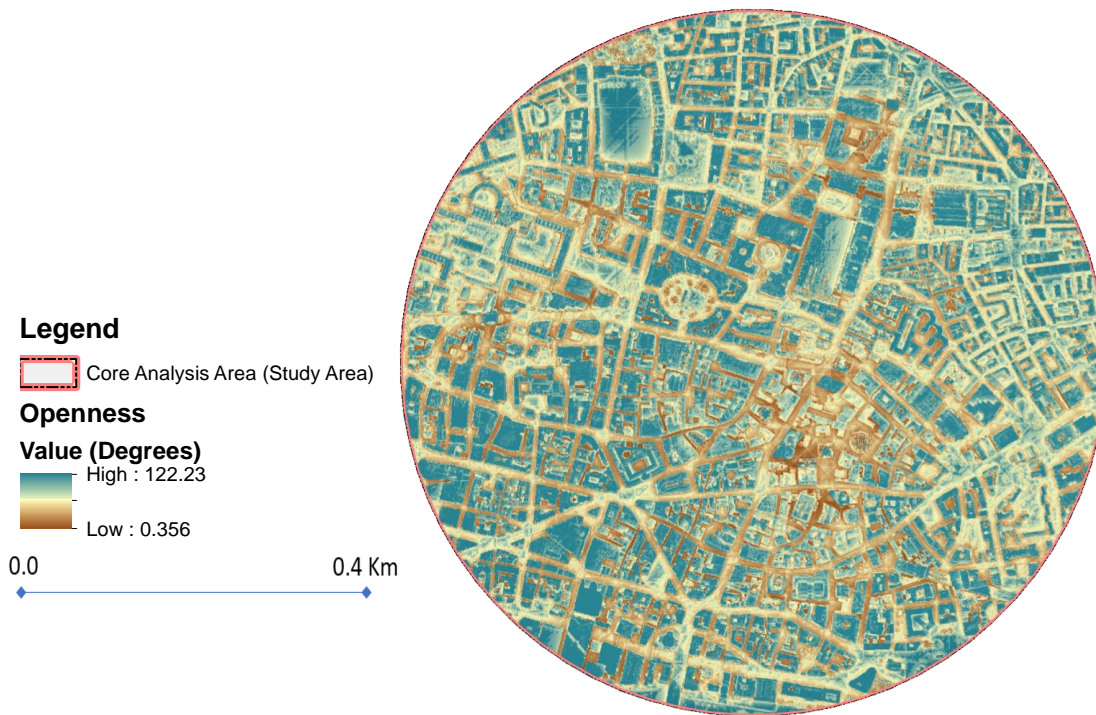 Legend
Core Analysis Area (Study Area)
Openness
Value (Degrees)
High : 122.23
Low : 0.356
0.0 0.4 Km